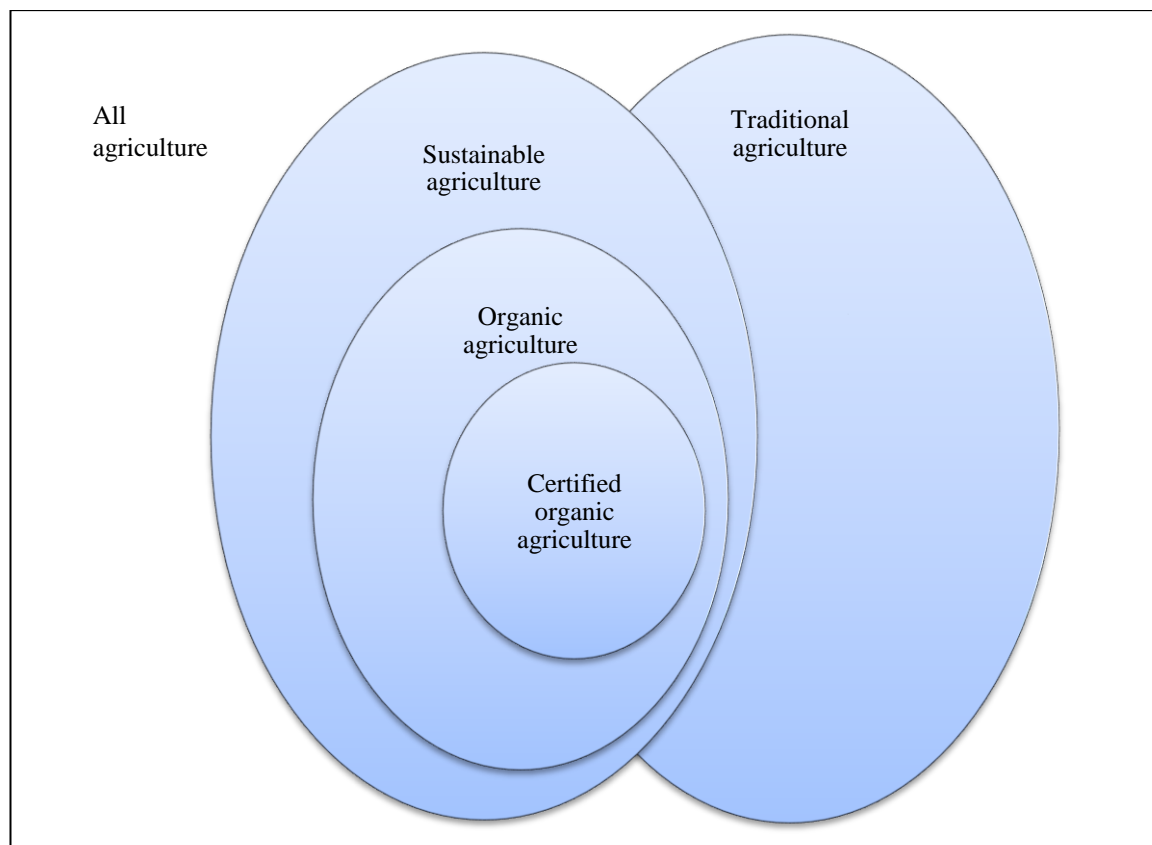 All
agriculture
Sustainable
agriculture
Traditional
agriculture
Organic
agriculture
Certified
organic
agriculture